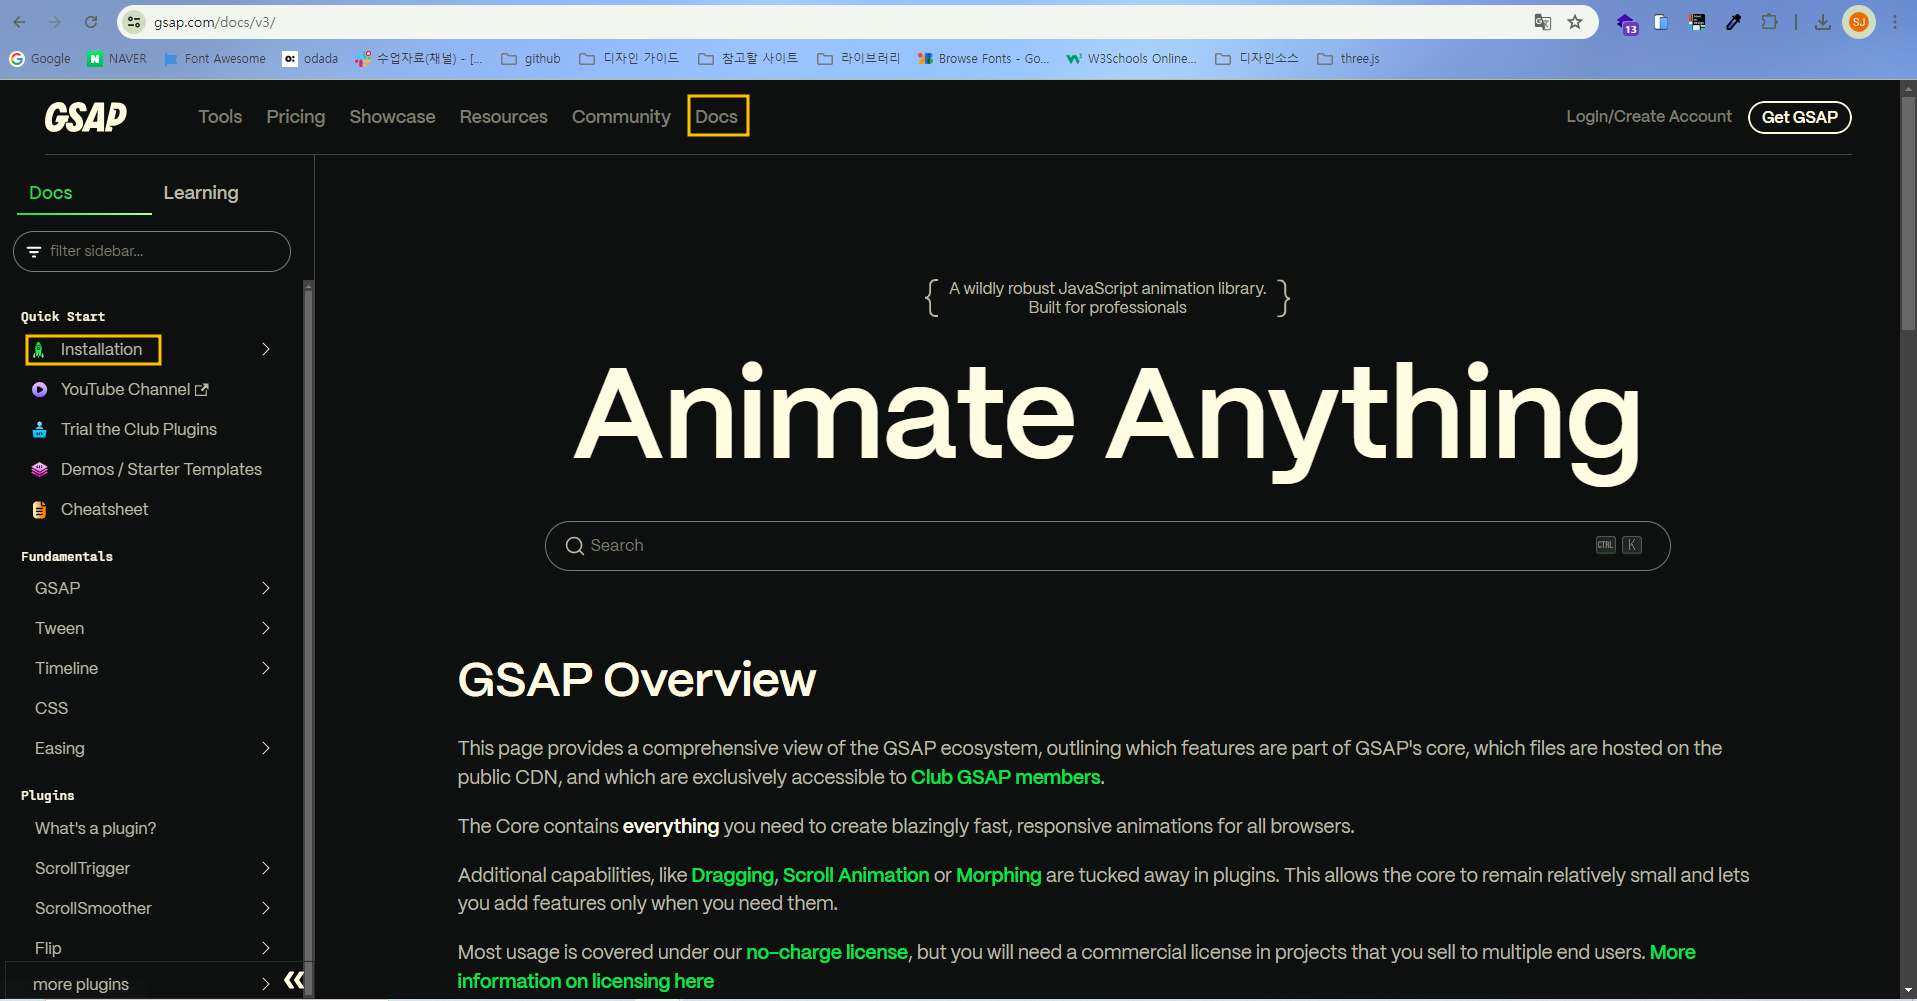 gsap.com/docs/v3/
13
SJ
Google
NAVER
Font Awesome
odada
수업자료(채널) - [...
github
디자인 가이드
참고할 사이트
라이브러리
Browse Fonts - Go...
W3Schools Online...
디자인소스
three.js
GSAP
Tools
Pricing
Showcase
Resources
Community
Docs
Login/Create Account
Get GSAP
Docs
Learning
filter sidebar...
Quick Start
Installation
YouTube Channel
Trial the Club Plugins
Demos / Starter Templates
Cheatsheet
Fundamentals
GSAP
Tween
Timeline
CSS
Easing
Plugins
What's a plugin?
ScrollTrigger
ScrollSmoother
Flip
more plugins
{ A wildly robust JavaScript animation library. }
Built for professionals
Animate Anything
Search
CTRL K
GSAP Overview
This page provides a comprehensive view of the GSAP ecosystem, outlining which features are part of GSAP's core, which files are hosted on the
public CDN, and which are exclusively accessible to Club GSAP members.
The Core contains everything you need to create blazingly fast, responsive animations for all browsers.
Additional capabilities, like Dragging, Scroll Animation or Morphing are tucked away in plugins. This allows the core to remain relatively small and lets
you add features only when you need them.
Most usage is covered under our no-charge license, but you will need a commercial license in projects that you sell to multiple end users. More
information on licensing here